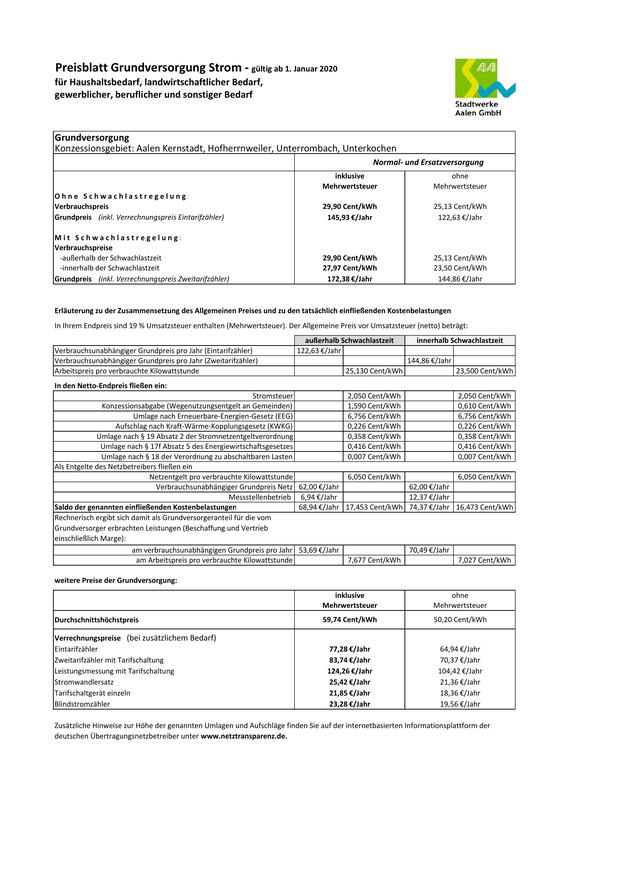 Preisblatt Grundversorgung Strom - gültig ab 1. Januar 2020
für Haushaltsbedarf, landwirtschaftlicher Bedarf,
gewerblicher, beruflicher und sonstiger Bedarf
AA
Stadtwerke
Aalen GmbH
Grundversorgung
Konzessionsgebiet: Aalen Kernstadt, Hofherrnweiler, Unterrombach, Unterkochen
Normal- und Ersatzversorgung
inklusive ohne
Mehrwertsteuer Mehrwertsteuer
Ohne Schwachlastregelung
Verbrauchspreis 29,90 Cent/kWh 25,13 Cent/kWh
Grundpreis (inkl. Verrechnungspreis Eintarifzähler) 145,93 €/Jahr 122,63 €/Jahr
Mit Schwachlastregelung:
Verbrauchspreise
-außerhalb der Schwachlastzeit 29,90 Cent/kWh 25,13 Cent/kWh
-innerhalb der Schwachlastzeit 27,97 Cent/kWh 23,50 Cent/kWh
Grundpreis (inkl. Verrechnungspreis Zweitarifzähler) 172,38 €/Jahr 144,86 €/Jahr
Erläuterung zu der Zusammensetzung des Allgemeinen Preises und zu den tatsächlich einfließenden Kostenbelastungen
In Ihrem Endpreis sind 19 % Umsatzsteuer enthalten (Mehrwertsteuer). Der Allgemeine Preis vor Umsatzsteuer (netto) beträgt:
außerhalb Schwachlastzeit innerhalb Schwachlastzeit
Verbrauchsunabhängiger Grundpreis pro Jahr (Eintarifzähler) 122,63 €/Jahr
Verbrauchsunabhängiger Grundpreis pro Jahr (Zweitarifzähler) 144,86 €/Jahr
Arbeitspreis pro verbrauchte Kilowattstunde 25,130 Cent/kWh 23,500 Cent/kWh
In den Netto-Endpreis fließen ein:
Stromsteuer 2,050 Cent/kWh 2,050 Cent/kWh
Konzessionsabgabe (Wegenutzungsentgelt an Gemeinden) 1,590 Cent/kWh 0,610 Cent/kWh
Umlage nach Erneuerbare-Energien-Gesetz (EEG) 6,756 Cent/kWh 6,756 Cent/kWh
Aufschlag nach Kraft-Wärme-Kopplungsgesetz (KWKG) 0,226 Cent/kWh 0,226 Cent/kWh
Umlage nach § 19 Absatz 2 der Stromnetzentgeltverordnung 0,358 Cent/kWh 0,358 Cent/kWh
Umlage nach § 17f Absatz 5 des Energiewirtschaftsgesetzes 0,416 Cent/kWh 0,416 Cent/kWh
Umlage nach § 18 der Verordnung zu abschaltbaren Lasten 0,007 Cent/kWh 0,007 Cent/kWh
Als Entgelte des Netzbetreibers fließen ein
Netzentgelt pro verbrauchte Kilowattstunde 6,050 Cent/kWh 6,050 Cent/kWh
Verbrauchsunabhängiger Grundpreis Netz 62,00 €/Jahr 62,00 €/Jahr
Messstellenbetrieb 6,94 €/Jahr 12,37 €/Jahr
Saldo der genannten einfließenden Kostenbelastungen 68,94 €/Jahr 17,453 Cent/kWh 74,37 €/Jahr 16,473 Cent/kWh
Rechnerisch ergibt sich damit als Grundversorgeranteil für die vom
Grundversorger erbrachten Leistungen (Beschaffung und Vertrieb
einschließlich Marge):
am verbrauchsunabhängigen Grundpreis pro Jahr 53,69 €/Jahr 70,49 €/Jahr
am Arbeitspreis pro verbrauchte Kilowattstunde 7,677 Cent/kWh 7,027 Cent/kWh
weitere Preise der Grundversorgung:
inklusive ohne
Mehrwertsteuer Mehrwertsteuer
Durchschnittshöchstpreis 59,74 Cent/kWh 50,20 Cent/kWh
Verrechnungspreise (bei zusätzlichem Bedarf)
Eintarifzähler 77,28 €/Jahr 64,94 €/Jahr
Zweitarifzähler mit Tarifschaltung 83,74 €/Jahr 70,37 €/Jahr
Leistungsmessung mit Tarifschaltung 124,26 €/Jahr 104,42 €/Jahr
Stromwandlersatz 25,42 €/Jahr 21,36 €/Jahr
Tarifschaltgerät einzeln 21,85 €/Jahr 18,36 €/Jahr
Blindstromzähler 23,28 €/Jahr 19,56 €/Jahr
Zusätzliche Hinweise zur Höhe der genannten Umlagen und Aufschläge finden Sie auf der internetbasierten Informationsplattform der
deutschen Übertragungsnetzbetreiber unter www.netztransparenz.de.